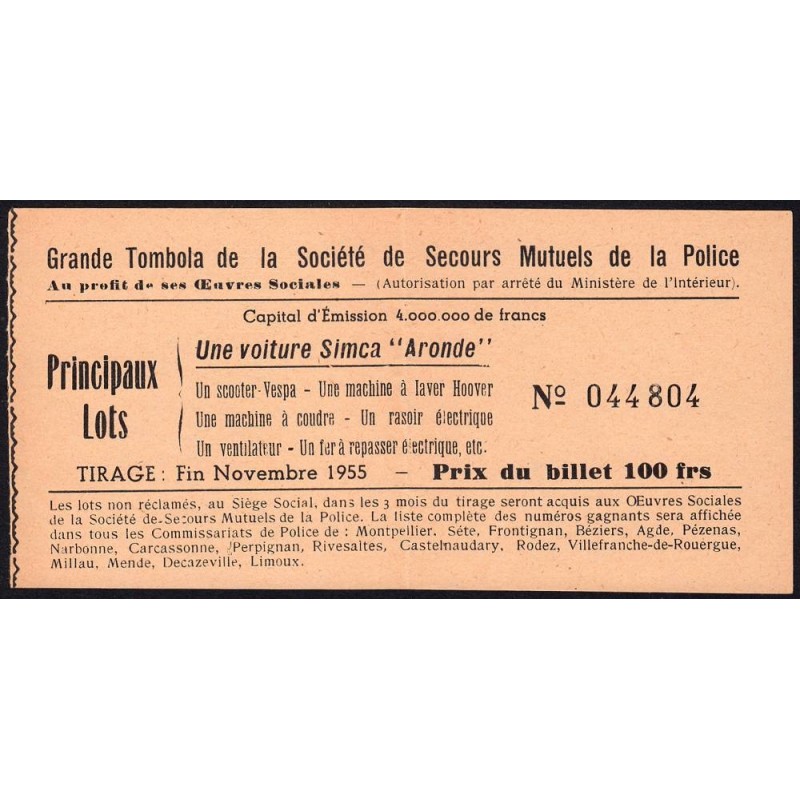 Grande Tombola de la Société de Secours Mutuels de la Police
Au profit de ses Œuvres Sociales — (Autorisation par arrêté du Ministère de l'Intérieur).
Capital d'Émission 4.000.000 de francs
Principaux Lots
Une voiture Simca "Aronde"
Un scooter-Vespa - Une machine à laver Hoover
Une machine à coudre - Un rasoir électrique
Un ventilateur - Un fer à repasser électrique, etc.
Nº 044804
TIRAGE : Fin Novembre 1955 — Prix du billet 100 frs
Les lots non réclamés, au Siège Social, dans les 3 mois du tirage seront acquis aux OEuvres Sociales
de la Société de-Secours Mutuels de la Police. La liste complète des numéros gagnants sera affichée
dans tous les Commissariats de Police de : Montpellier. Séte, Frontignan, Béziers, Agde, Pézenas,
Narbonne, Carcassonne, Perpignan, Rivesaltes, Castelnaudary, Rodez, Villefranche-de-Rouergue,
Millau, Mende, Decazeville, Limoux.